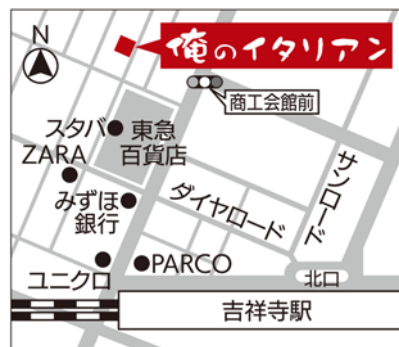 N
俺のイタリアン
商工会館前
スタバ
東急
百貨店
ZARA
みずほ
銀行
ダイヤロード
サンロード
ユニクロ
PARCO
北口
吉祥寺駅